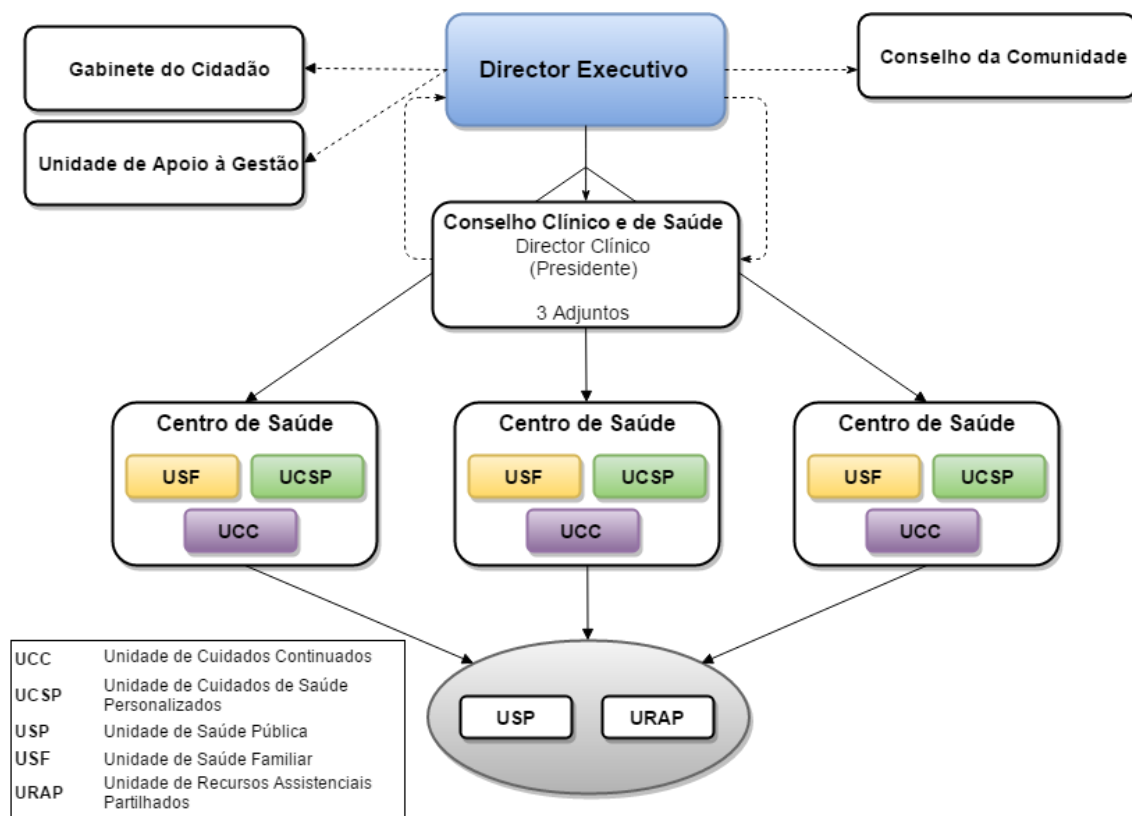 Gabinete do Cidadão
Director Executivo
Conselho da Comunidade
Unidade de Apoio à Gestão
Conselho Clínico e de Saúde
Director Clínico
(Presidente)
3 Adjuntos
Centro de Saúde
USF
UCSP
UCC
Centro de Saúde
USF
UCSP
UCC
Centro de Saúde
USF
UCSP
UCC
USP
URAP
UCC Unidade de Cuidados Continuados
UCSP Unidade de Cuidados de Saúde
Personalizados
USP Unidade de Saúde Pública
USF Unidade de Saúde Familiar
URAP Unidade de Recursos Assistenciais
Partilhados